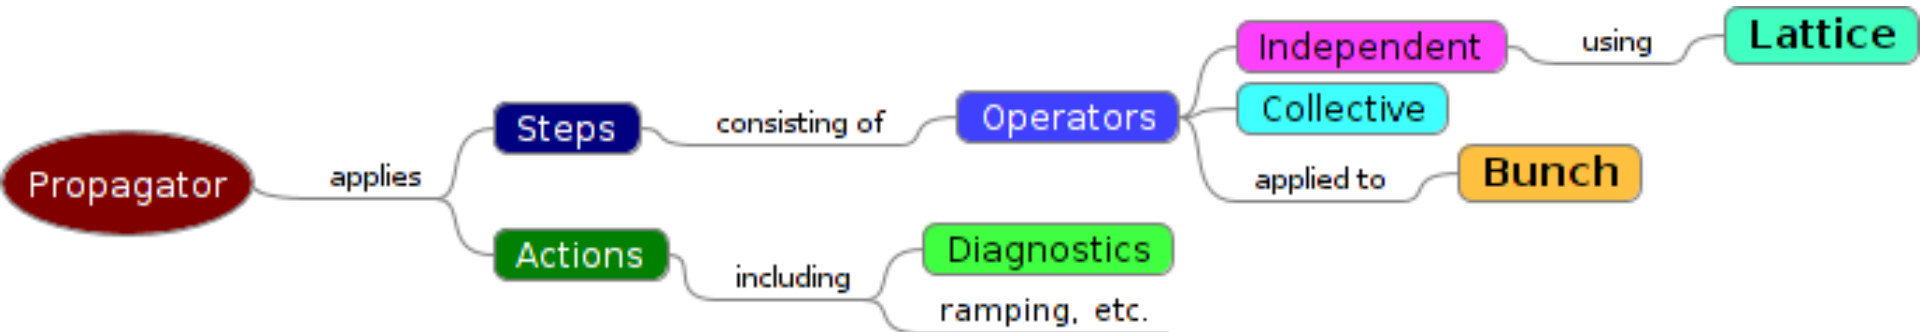 Propagator
applies
Steps
consisting of
Operators
Independent
using
Lattice
Collective
applied to
Bunch
Actions
including
Diagnostics
ramping, etc.